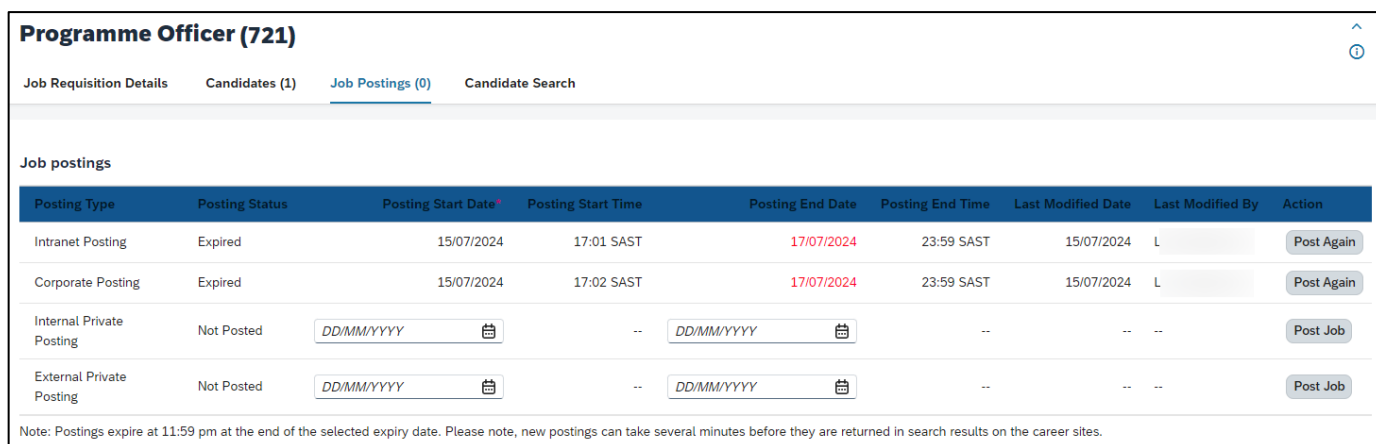 Programme Officer (721)
Job Requisition Details Candidates (1) Job Postings (0) Candidate Search
Job postings
Posting Type Posting Status Posting Start Date* Posting Start Time Posting End Date Posting End Time Last Modified Date Last Modified By Action
Intranet Posting Expired 15/07/2024 17:01 SAST 17/07/2024 23:59 SAST 15/07/2024 L Post Again
Corporate Posting Expired 15/07/2024 17:02 SAST 17/07/2024 23:59 SAST 15/07/2024 L Post Again
Internal Private
Posting Not Posted DD/MM/YYYY -- DD/MM/YYYY -- -- -- Post Job
External Private
Posting Not Posted DD/MM/YYYY -- DD/MM/YYYY -- -- -- Post Job
Note: Postings expire at 11:59 pm at the end of the selected expiry date. Please note, new postings can take several minutes before they are returned in search results on the career sites.